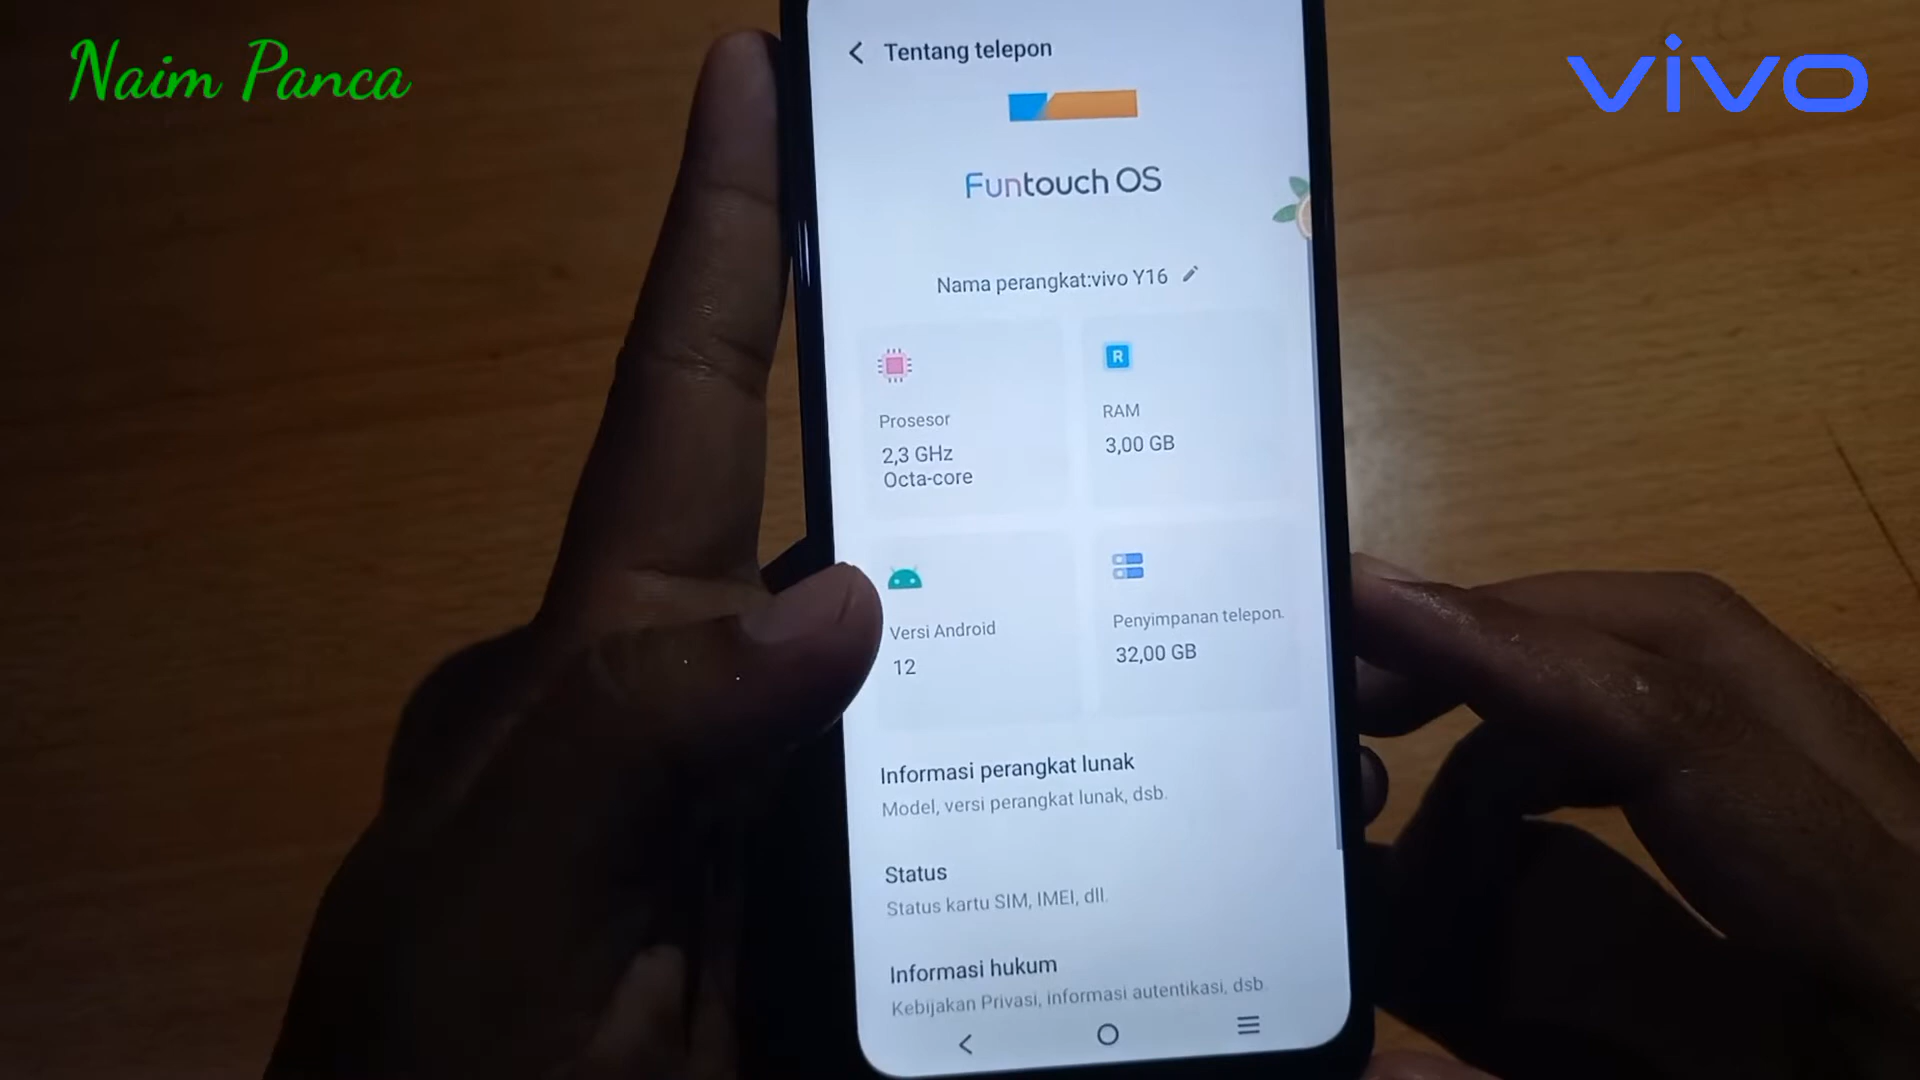 Naim Panca
vivo
Tentang telepon
Funtouch OS
Nama perangkat:vivo Y16
R
Prosesor
2,3 GHz
Octa-core
RAM
3,00 GB
Versi Android
12
Penyimpanan telepon.
32,00 GB
Informasi perangkat lunak
Model, versi perangkat lunak, dsb.
Status
Status kartu SIM, IMEI, dll.
Informasi hukum
Kebijakan Privasi, informasi autentikasi, dsb.